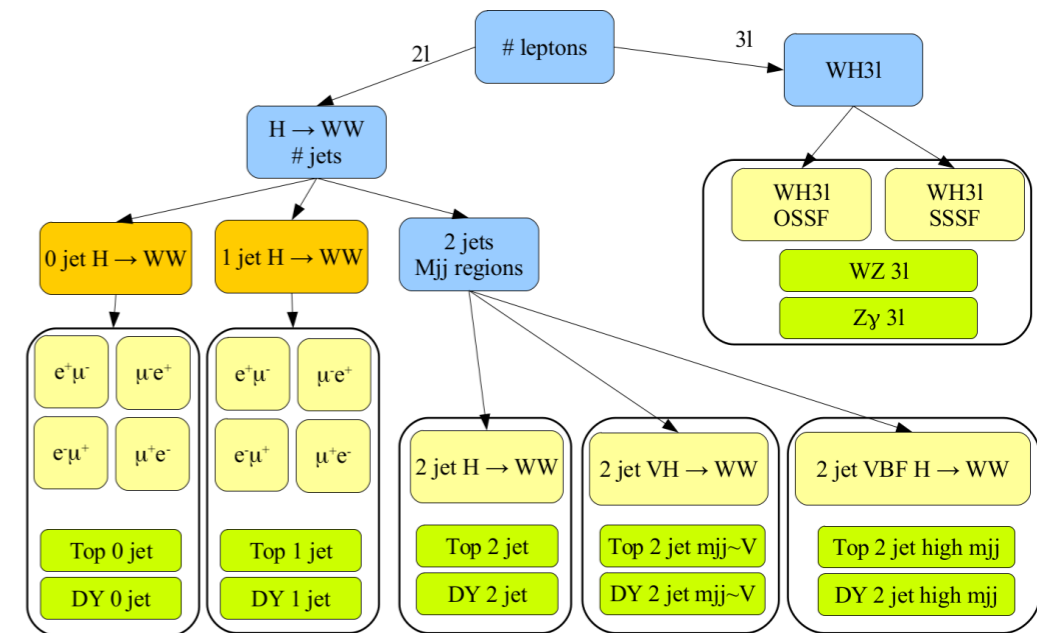 # leptons
2l
3l
WH3l
H → WW
# jets
WH3l
OSSF
WH3l
SSSF
WZ 3l
Zγ 3l
0 jet H → WW
1 jet H → WW
2 jets
Mjj regions
e⁺μ⁻
μ⁻e⁺
e⁻μ⁺
μ⁺e⁻
Top 0 jet
DY 0 jet
e⁺μ⁻
μ⁻e⁺
e⁻μ⁺
μ⁺e⁻
Top 1 jet
DY 1 jet
2 jet H → WW
Top 2 jet
DY 2 jet
2 jet VH → WW
Top 2 jet mjj~V
DY 2 jet mjj~V
2 jet VBF H → WW
Top 2 jet high mjj
DY 2 jet high mjj